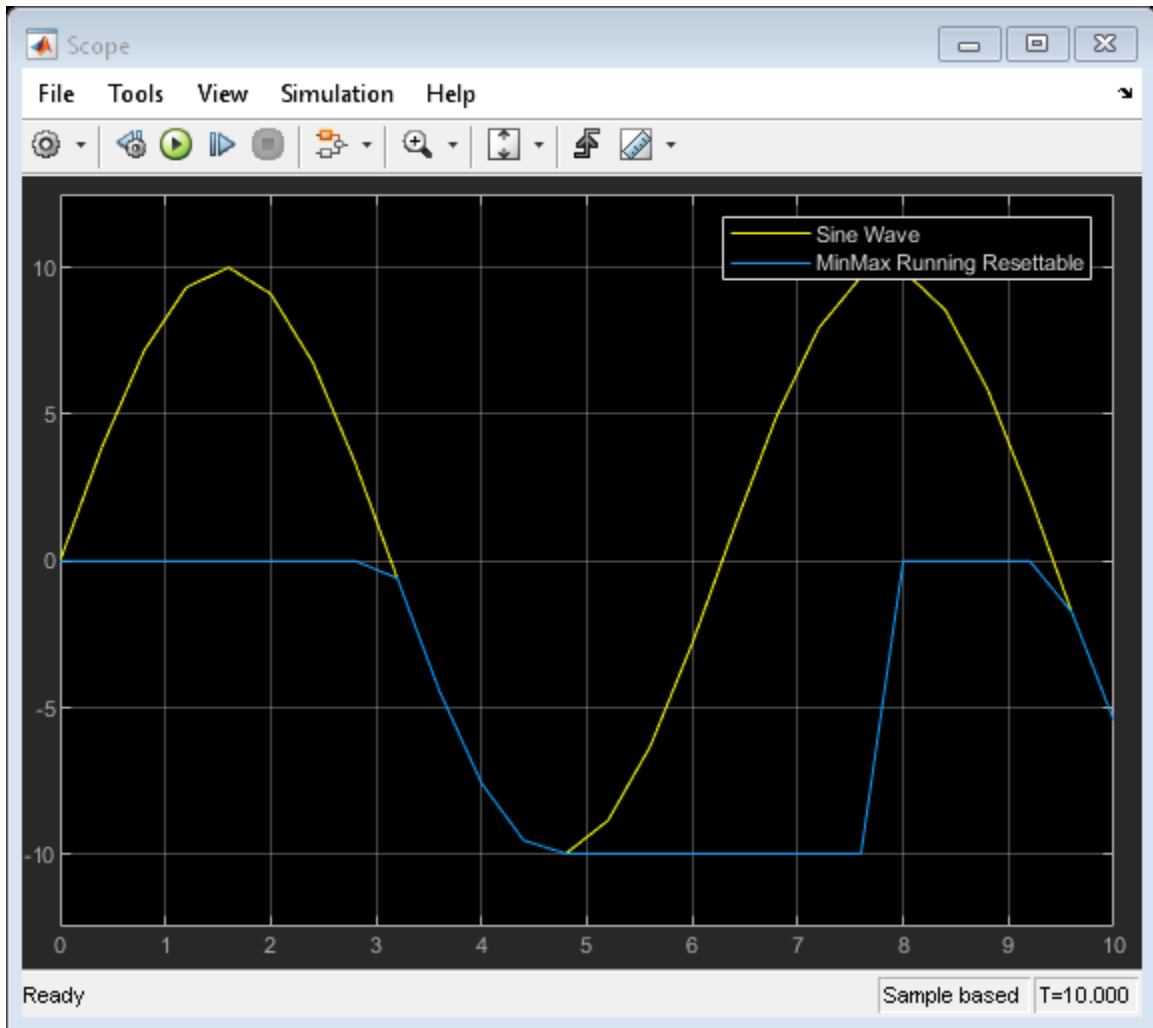 Scope
File Tools View Simulation Help
Sine Wave
MinMax Running Resettable
10
5
0
-5
-10
0 1 2 3 4 5 6 7 8 9 10
Ready Sample based T=10.000